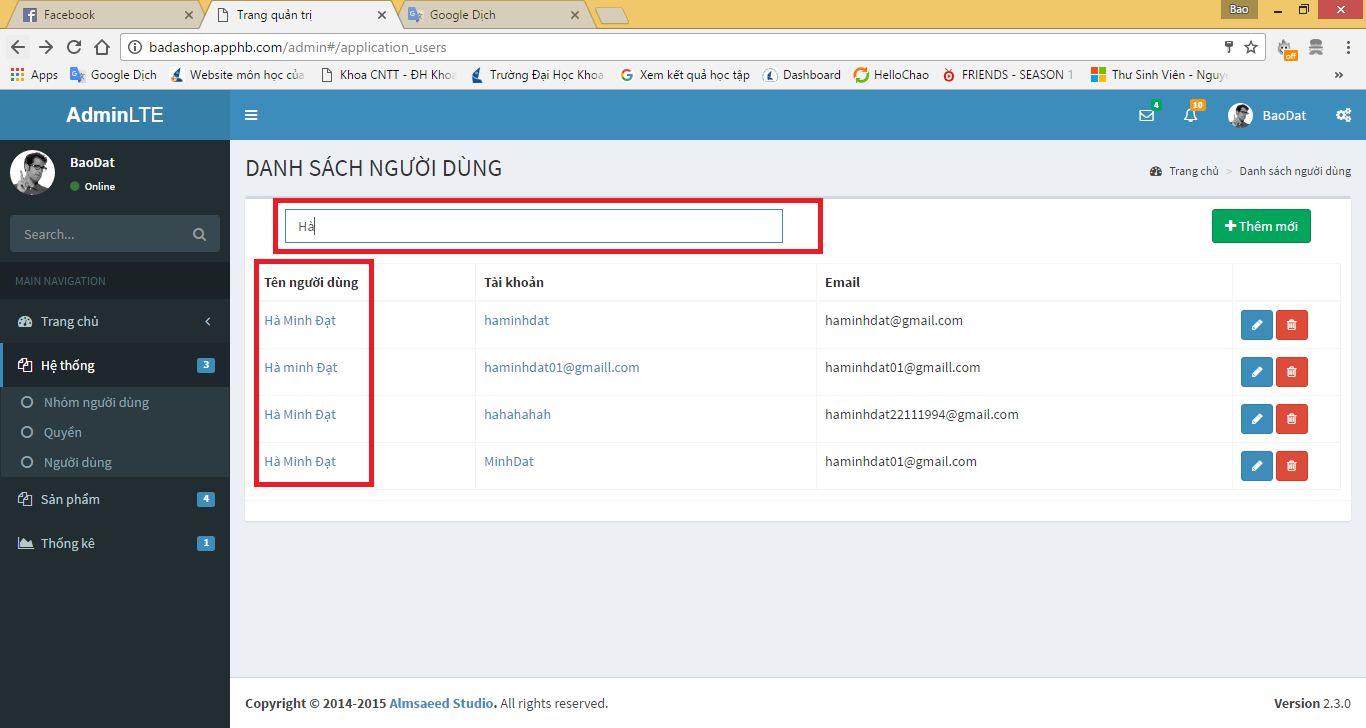 Facebook
Trang quản trị
Google Dịch
Bao
badashop.apphb.com/admin#/application_users
off
Apps
Google Dịch
Website môn học củ
Khoa CNTT - ĐH Kho
Trường Đại Học Kho
Xem kết quả học tập
Dashboard
HelloChao
FRIENDS - SEASON 1
Thư Sinh Viên - Nguy
AdminLTE
4
10
BaoDat
BaoDat
Online
Search...
MAIN NAVIGATION
Trang chủ
Hệ thống 3
Nhóm người dùng
Quyền
Người dùng
Sản phẩm 4
Thống kê 1
DANH SÁCH NGƯỜI DÙNG
Trang chủ > Danh sách người dùng
Hà
Thêm mới
Tên người dùng Tài khoản Email
Hà Minh Đạt haminhdat haminhdat@gmail.com
Hà minh Đạt haminhdat01@gmaill.com haminhdat01@gmaill.com
Hà Minh Đạt hahahahah haminhdat22111994@gmail.com
Hà Minh Đạt MinhDat haminhdat01@gmail.com
Copyright © 2014-2015 Almsaeed Studio. All rights reserved.
Version 2.3.0